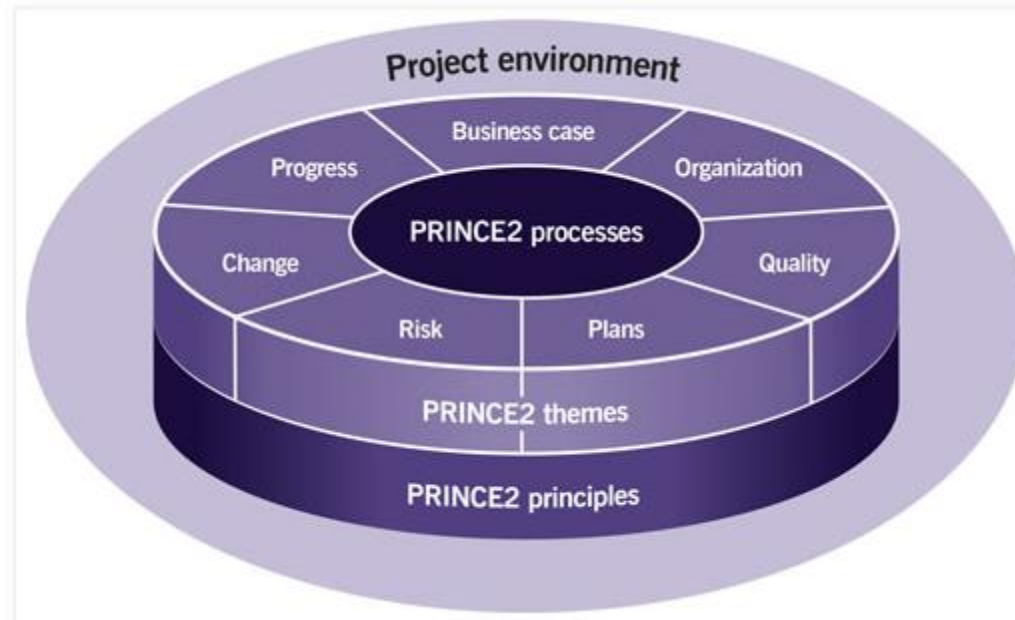 Project environment
Business case
Progress
Organization
PRINCE2 processes
Change
Quality
Risk
Plans
PRINCE2 themes
PRINCE2 principles